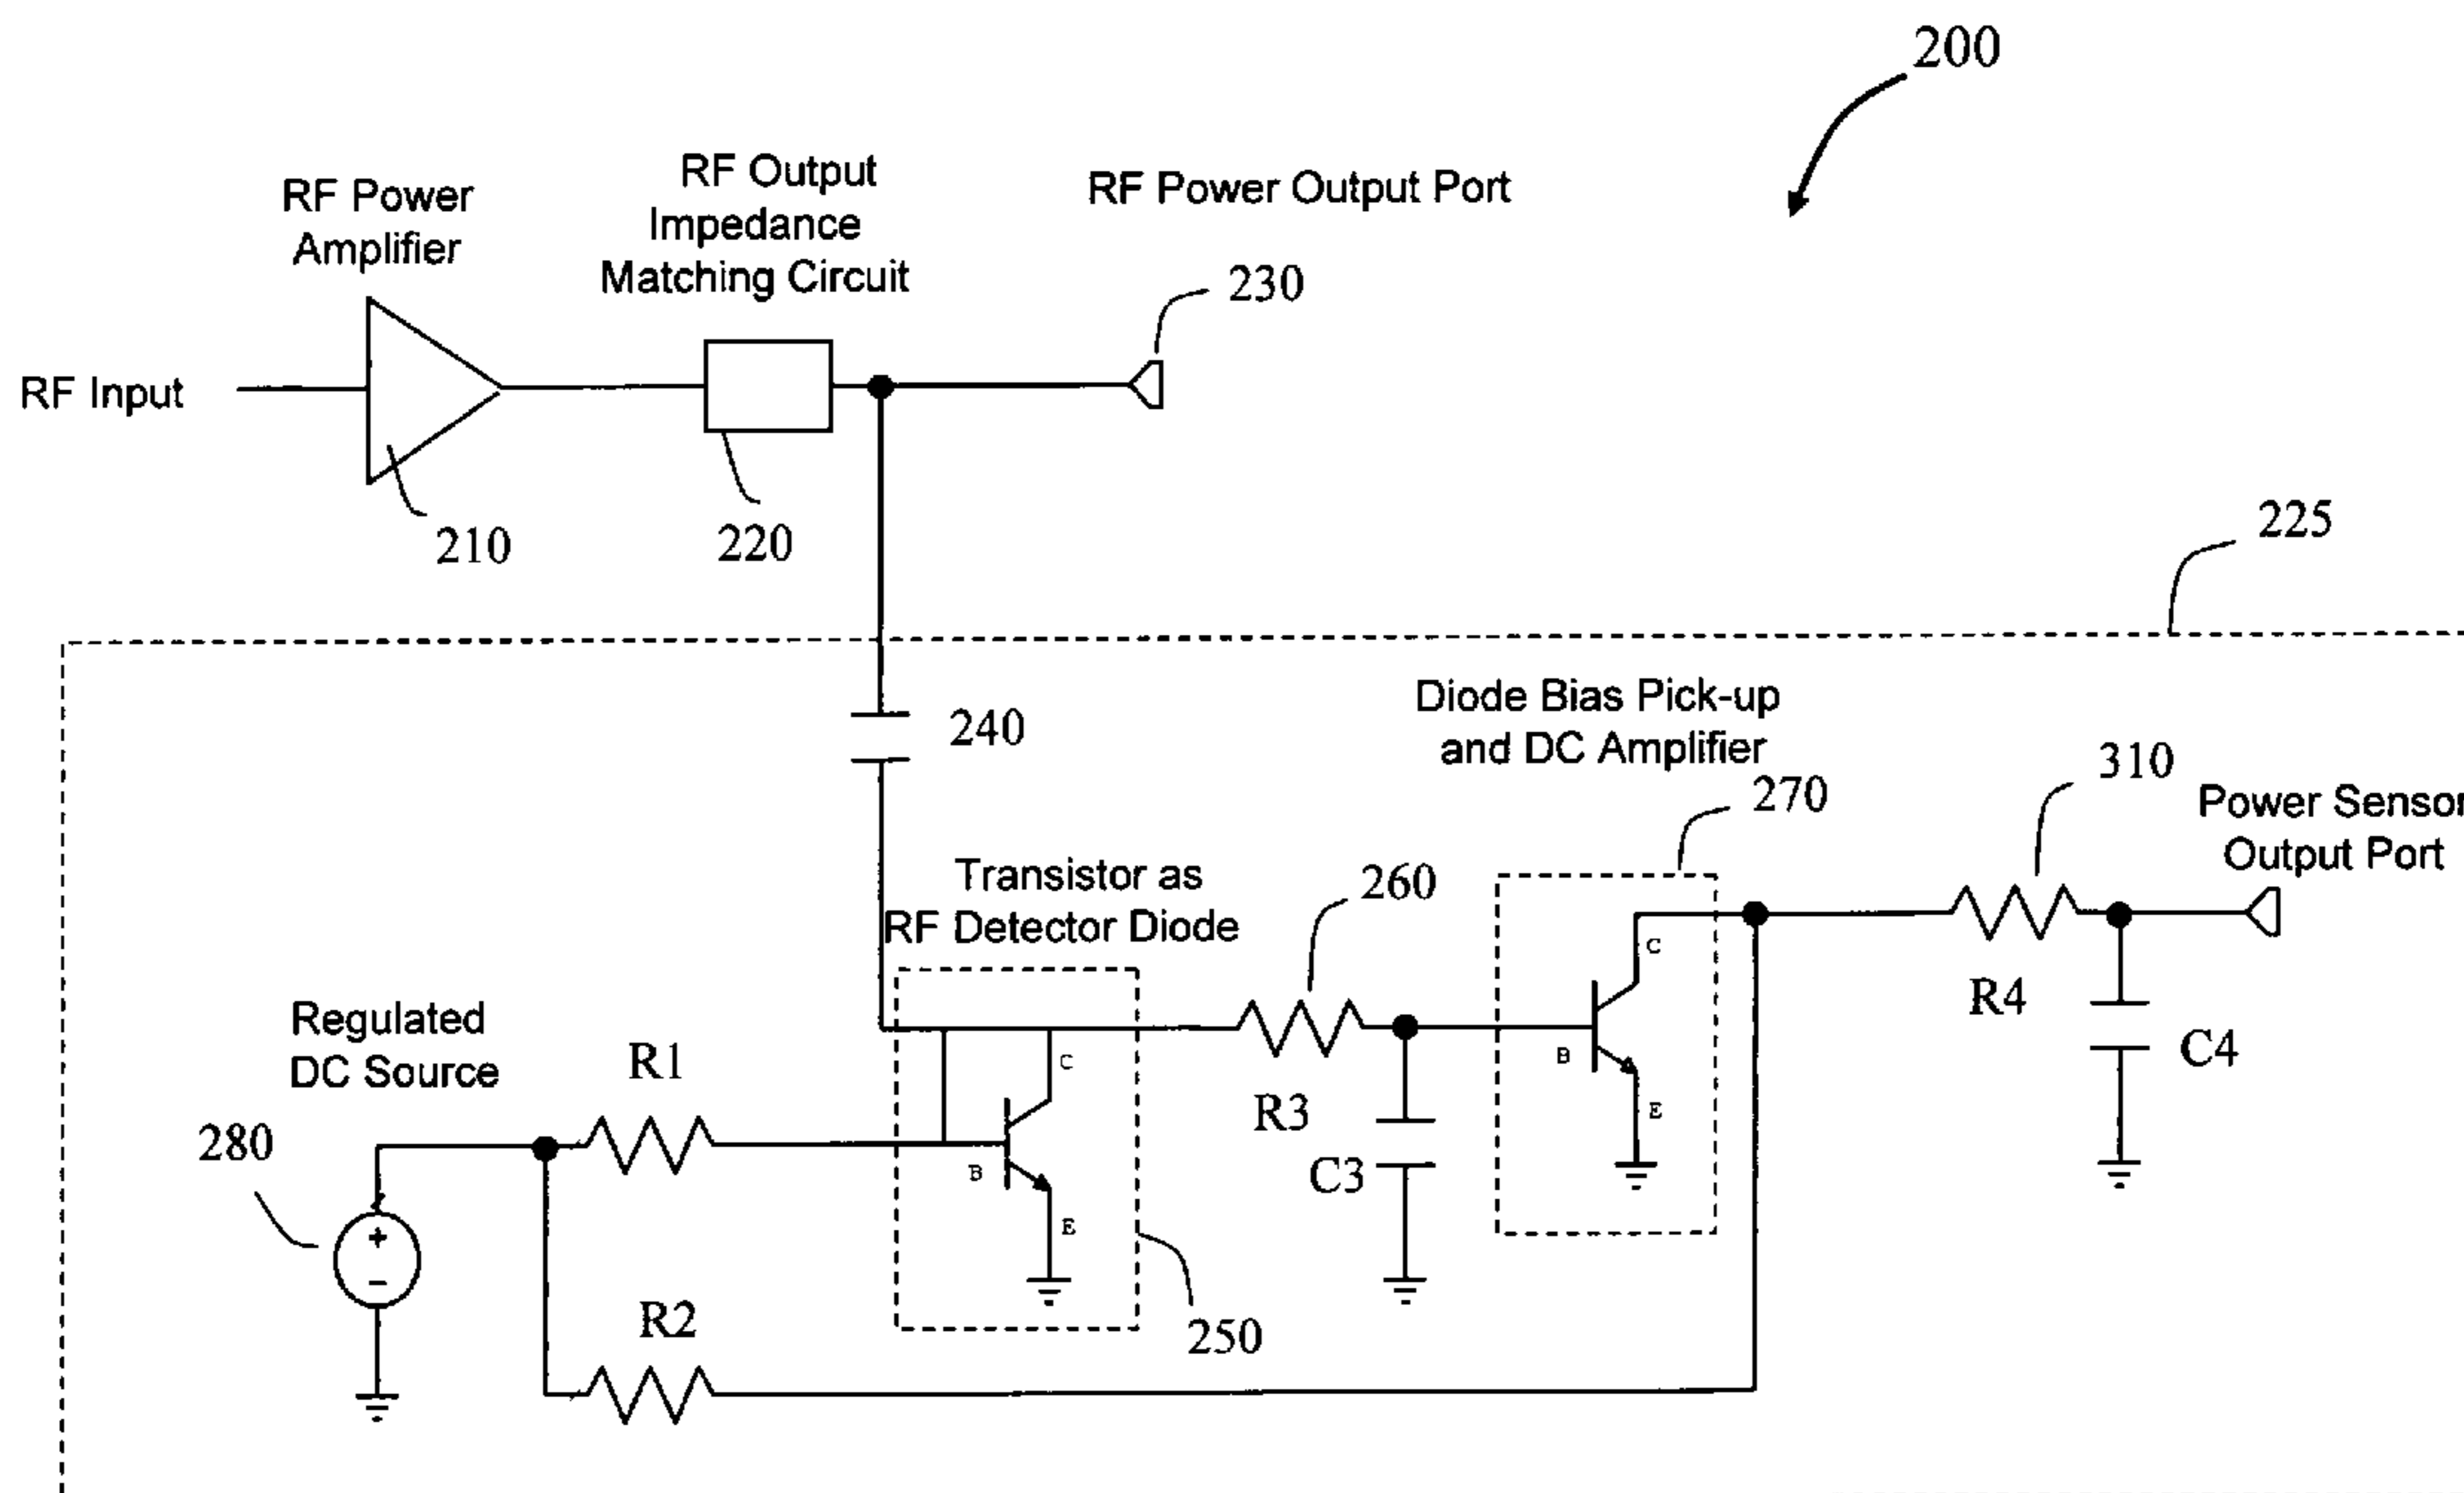 200
RF Power
Amplifier
RF Output
Impedance
Matching Circuit
RF Power Output Port
230
RF Input
210
220
225
240
Diode Bias Pick-up
and DC Amplifier
270
310
Power Sensor
Output Port
Transistor as
RF Detector Diode
260
C
R4
C4
B
E
R3
C3
Regulated
DC Source
R1
C
B
E
280
R2
250
+
−